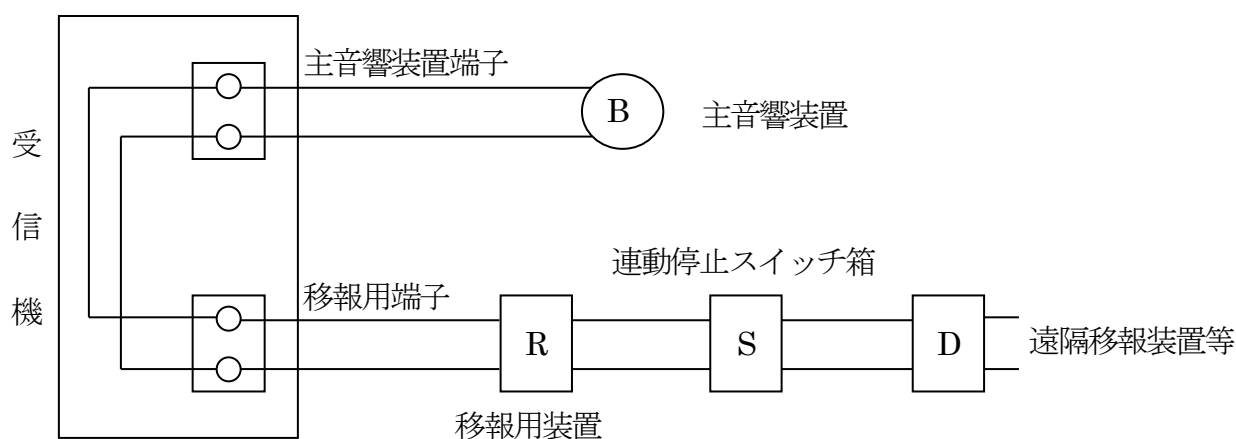 主音響装置端子
B
主音響装置
受信機
連動停止スイッチ箱
移報用端子
R
S
D
遠隔移報装置等
移報用装置